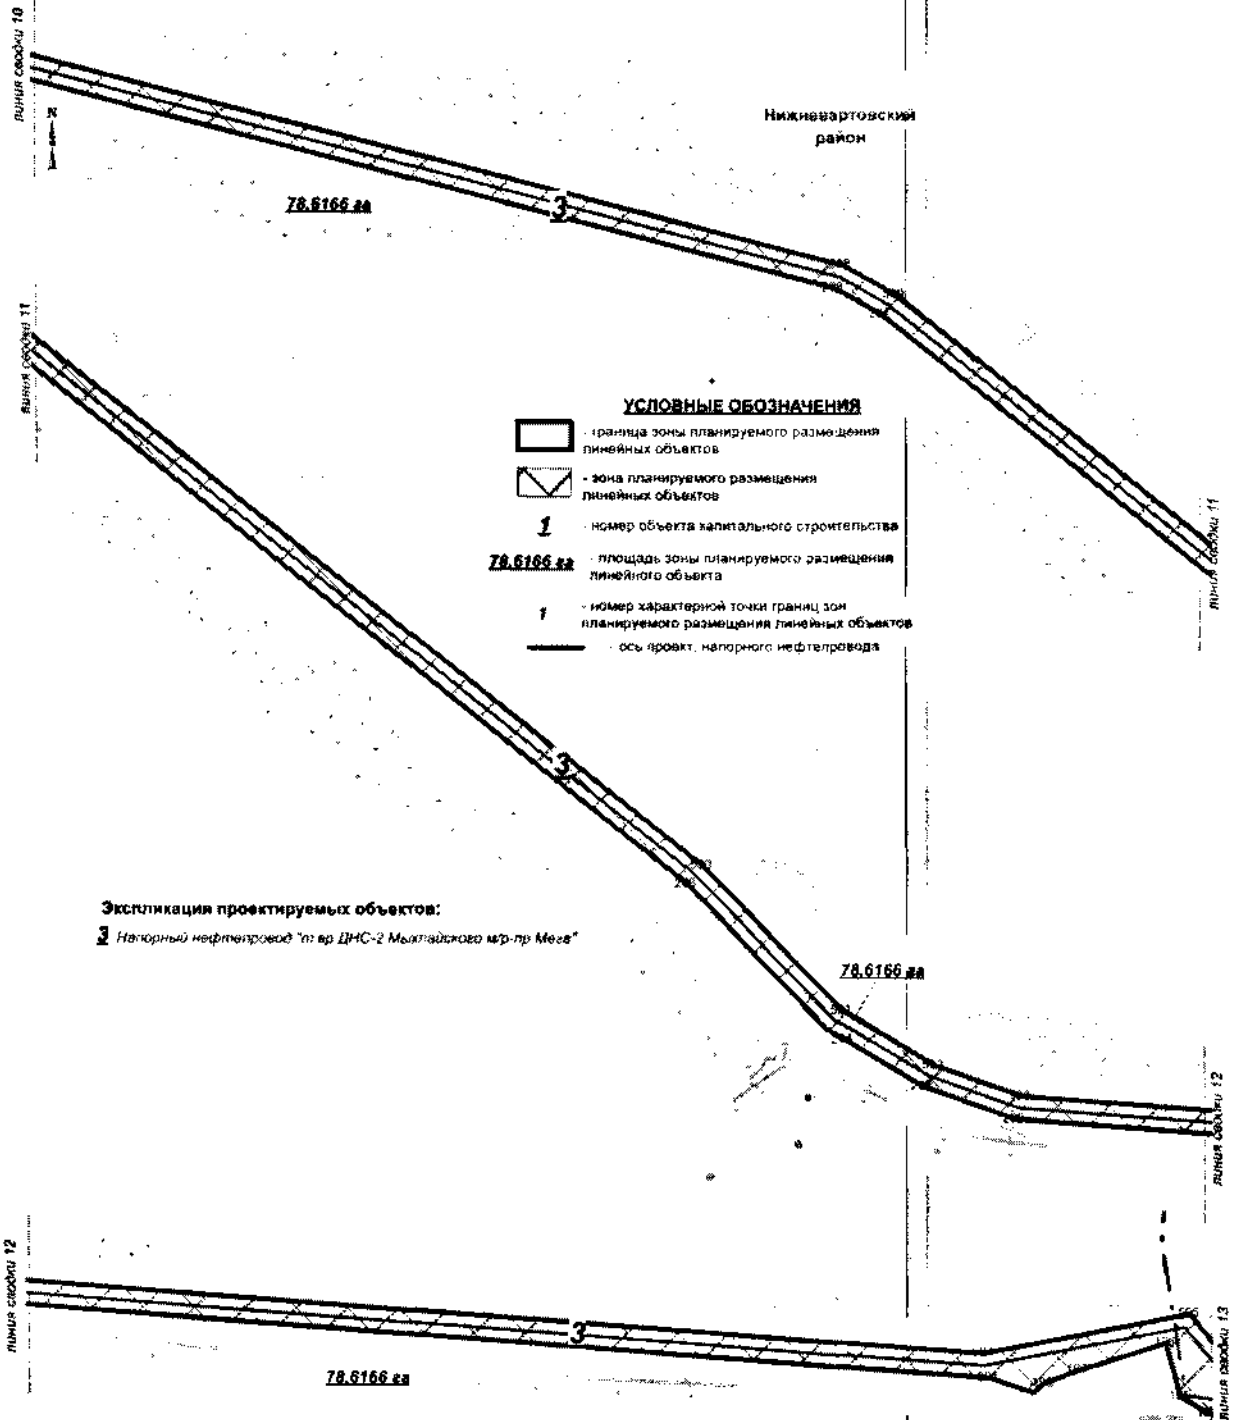 линия сводки 10
N
Нижневартовский
район
78.6166 га
3
линия сводки 11
УСЛОВНЫЕ ОБОЗНАЧЕНИЯ
- граница зоны планируемого размещения
линейных объектов
- зона планируемого размещения
линейных объектов
1 - номер объекта капитального строительства
78.6166 га - площадь зоны планируемого размещения
линейного объекта
1 - номер характерной точки границ зон
планируемого размещения линейных объектов
- ось проект. напорного нефтепровода
линия сводки 11
3
Экспликация проектируемых объектов:
3 Напорный нефтепровод "т.вр ДНС-2 Мыхпайского м/р-пр Мега"
78.6166 га
линия сводки 12
линия сводки 12
3
78.6166 га
линия сводки 13